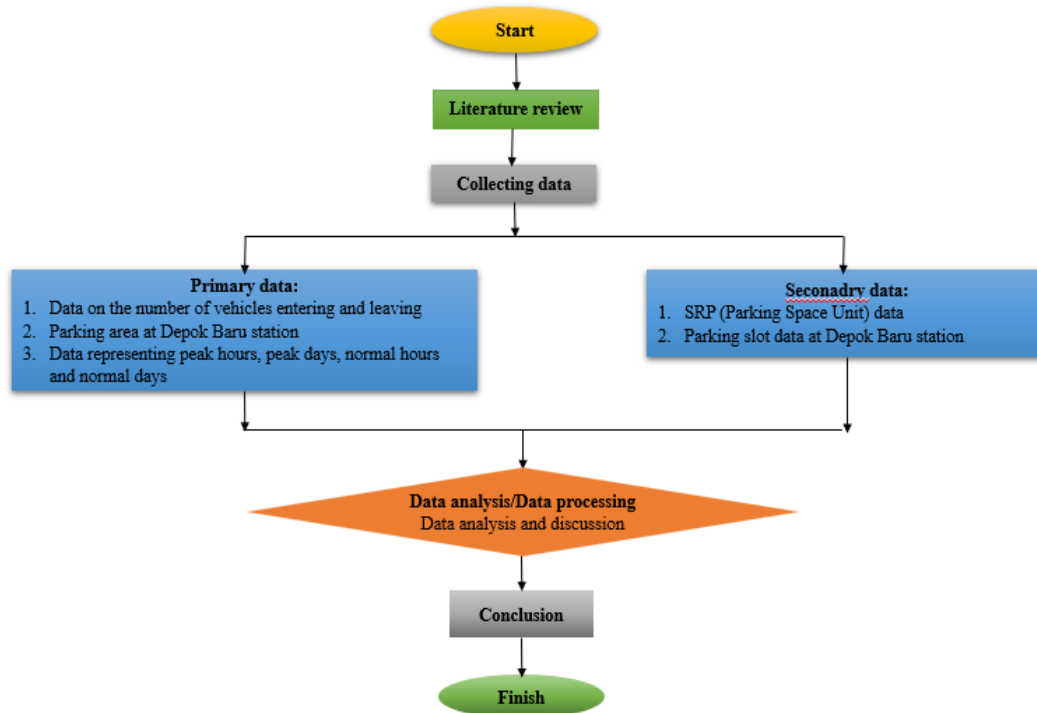 Start
Literature review
Collecting data
Primary data:
1. Data on the number of vehicles entering and leaving
2. Parking area at Depok Baru station
3. Data representing peak hours, peak days, normal hours
and normal days
Seconadry data:
1. SRP (Parking Space Unit) data
2. Parking slot data at Depok Baru station
Data analysis/Data processing
Data analysis and discussion
Conclusion
Finish